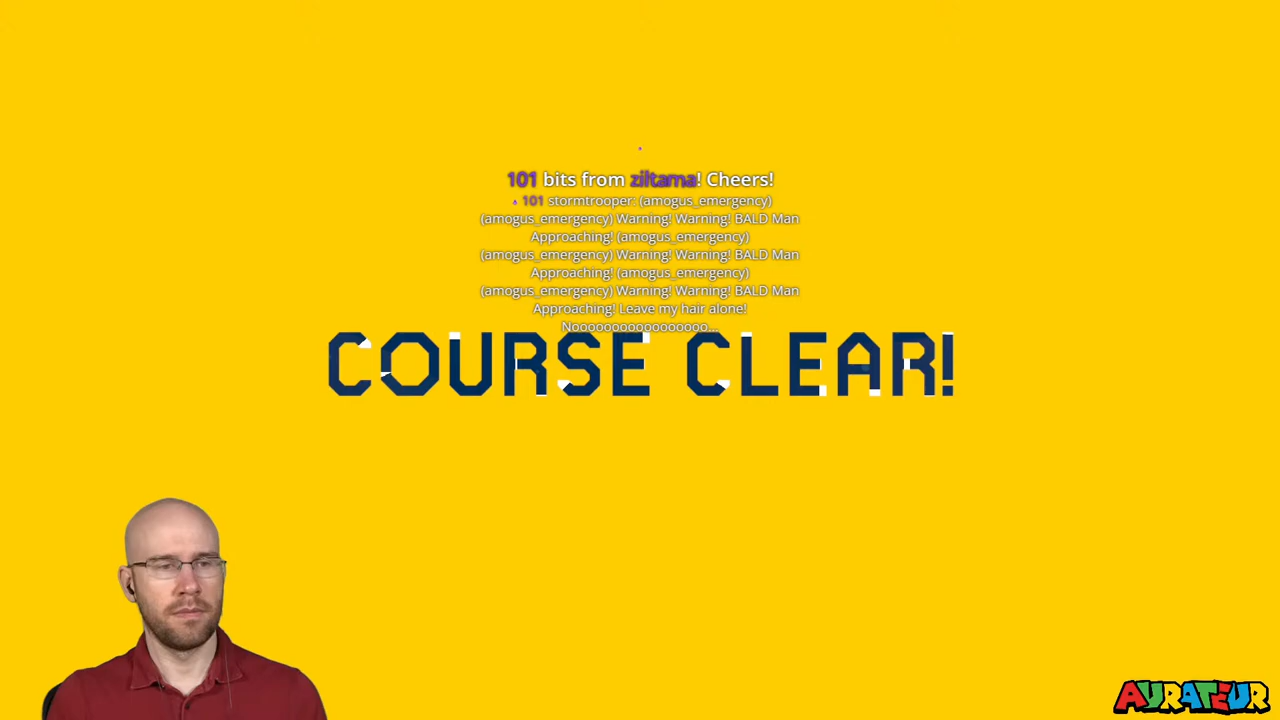 101 bits from ziltama! Cheers!
101 stormtrooper: (amogus_emergency)
(amogus_emergency) Warning! Warning! BALD Man
Approaching! (amogus_emergency)
(amogus_emergency) Warning! Warning! BALD Man
Approaching! (amogus_emergency)
(amogus_emergency) Warning! Warning! BALD Man
Approaching! Leave my hair alone!
Nooooooooooooooooo...
COURSE CLEAR!
AURATEUR